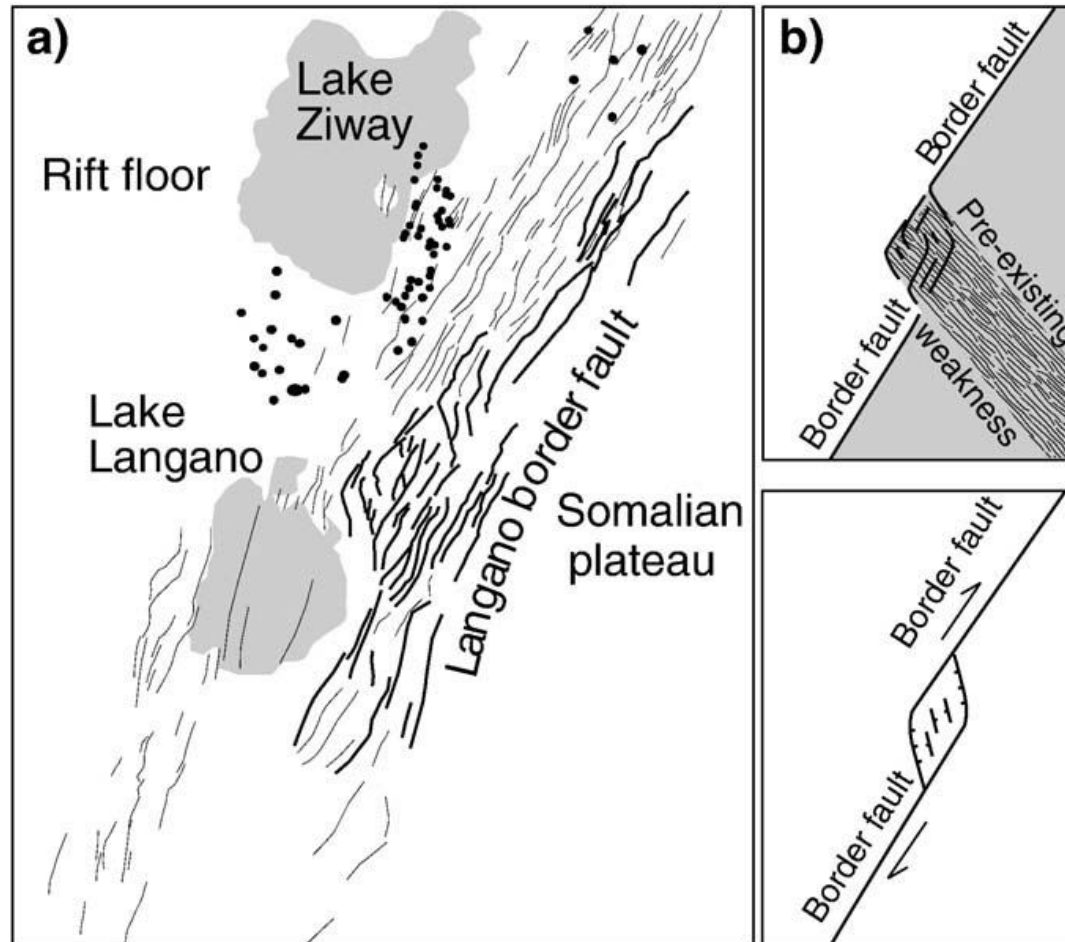 a)
Lake
Ziway
Rift floor
Lake
Langano
Langano border fault
Somalian
plateau
b)
Border fault
Pre-existing
weakness
Border fault
Border fault
Border fault